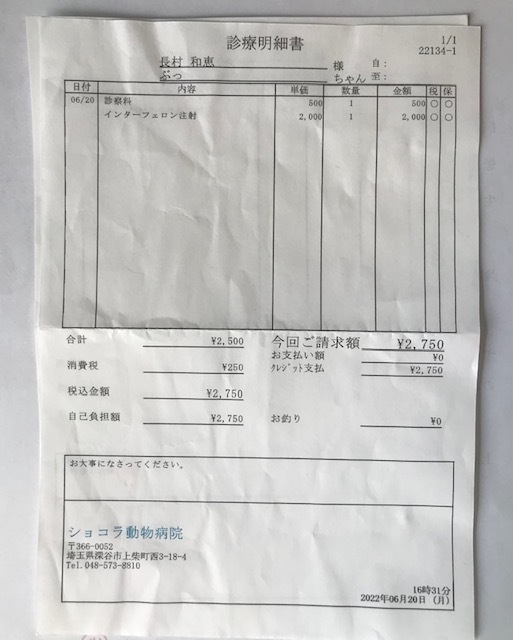 診療明細書
1/1
22134-1
長村 和恵 様 自:
ぶっ ちゃん 至:
日付 内容 単価 数量 金額 税 保
06/20 診察料 500 1 500 ○ ○
インターフェロン注射 2,000 1 2,000 ○ ○
合計 ¥2,500
消費税 ¥250
税込金額 ¥2,750
自己負担額 ¥2,750
今回ご請求額 ¥2,750
お支払い額 ¥0
クレジット支払 ¥2,750
お釣り ¥0
お大事になさってください。
ショコラ動物病院
〒366-0052
埼玉県深谷市上柴町西3-18-4
Tel.048-573-8810
16時31分
2022年06月20日 (月)